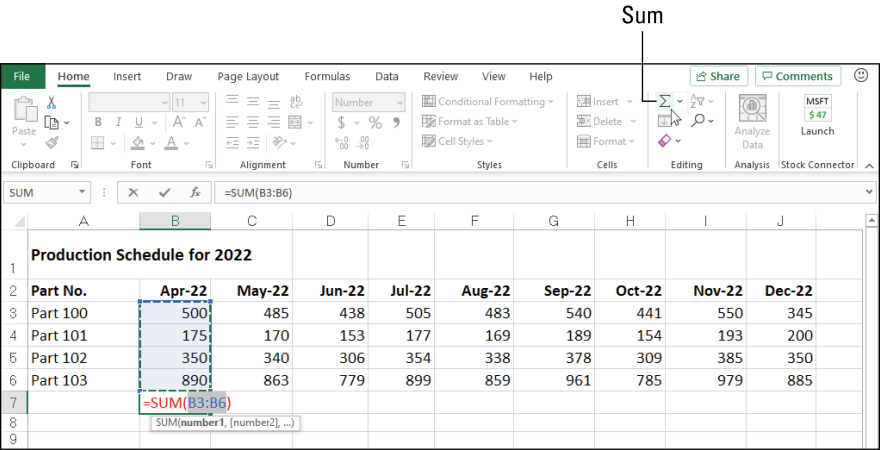 Sum
File Home Insert Draw Page Layout Formulas Data Review View Help Share Comments
Paste
11
B I U A A A
ab
Number
$ % 9
Conditional Formatting
Format as Table
Cell Styles
Insert
Delete
Format
Σ
Analyze
Data
MSFT
$ 47
Launch
Clipboard Font Alignment Number Styles Cells Editing Analysis Stock Connector
SUM fx =SUM(B3:B6)
A B C D E F G H I J
1 Production Schedule for 2022
2 Part No. Apr-22 May-22 Jun-22 Jul-22 Aug-22 Sep-22 Oct-22 Nov-22 Dec-22
3 Part 100 500 485 438 505 483 540 441 550 345
4 Part 101 175 170 153 177 169 189 154 193 200
5 Part 102 350 340 306 354 338 378 309 385 350
6 Part 103 890 863 779 899 859 961 785 979 885
7 =SUM(B3:B6)
8 SUM(number1, [number2], ...)
9